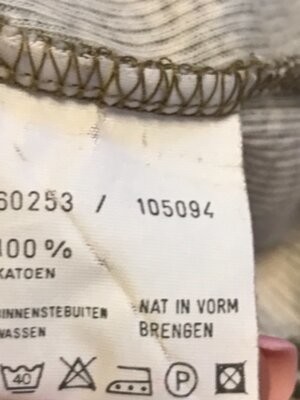 60253 / 105094
100%
KATOEN
BINNENSTEBUITEN
WASSEN
NAT IN VORM
BRENGEN
40
P